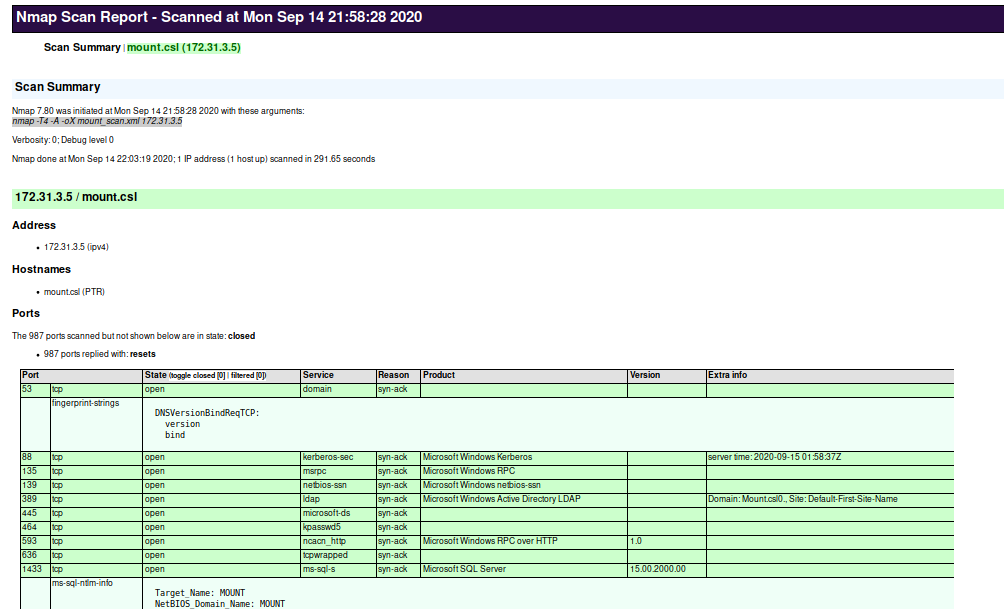 Nmap Scan Report - Scanned at Mon Sep 14 21:58:28 2020
Scan Summary | mount.csl (172.31.3.5)
Scan Summary
Nmap 7.80 was initiated at Mon Sep 14 21:58:28 2020 with these arguments:
nmap -T4 -A -oX mount_scan.xml 172.31.3.5
Verbosity: 0; Debug level 0
Nmap done at Mon Sep 14 22:03:19 2020; 1 IP address (1 host up) scanned in 291.65 seconds
172.31.3.5 / mount.csl
Address
• 172.31.3.5 (ipv4)
Hostnames
• mount.csl (PTR)
Ports
The 987 ports scanned but not shown below are in state: closed
• 987 ports replied with: resets
Port State (toggle closed [0] | filtered [0]) Service Reason Product Version Extra info
53 tcp open domain syn-ack
fingerprint-strings
DNSVersionBindReqTCP:
version
bind
88 tcp open kerberos-sec syn-ack Microsoft Windows Kerberos server time: 2020-09-15 01:58:37Z
135 tcp open msrpc syn-ack Microsoft Windows RPC
139 tcp open netbios-ssn syn-ack Microsoft Windows netbios-ssn
389 tcp open ldap syn-ack Microsoft Windows Active Directory LDAP Domain: Mount.csl0., Site: Default-First-Site-Name
445 tcp open microsoft-ds syn-ack
464 tcp open kpasswd5 syn-ack
593 tcp open ncacn_http syn-ack Microsoft Windows RPC over HTTP 1.0
636 tcp open tcpwrapped syn-ack
1433 tcp open ms-sql-s syn-ack Microsoft SQL Server 15.00.2000.00
ms-sql-ntlm-info
Target_Name: MOUNT
NetBIOS_Domain_Name: MOUNT